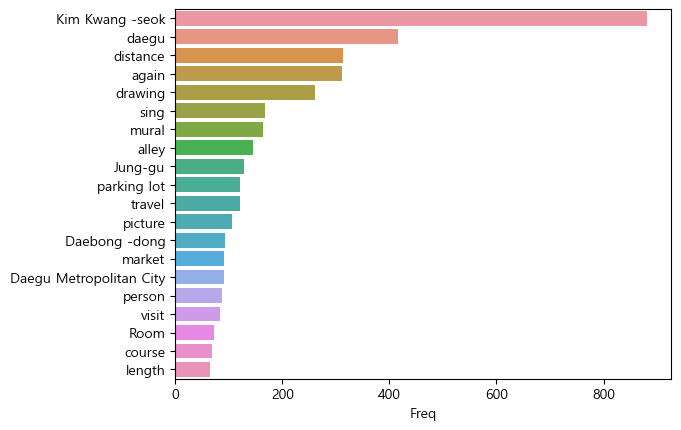 Kim Kwang -seok
daegu
distance
again
drawing
sing
mural
alley
Jung-gu
parking lot
travel
picture
Daebong -dong
market
Daegu Metropolitan City
person
visit
Room
course
length
0 200 400 600 800
Freq